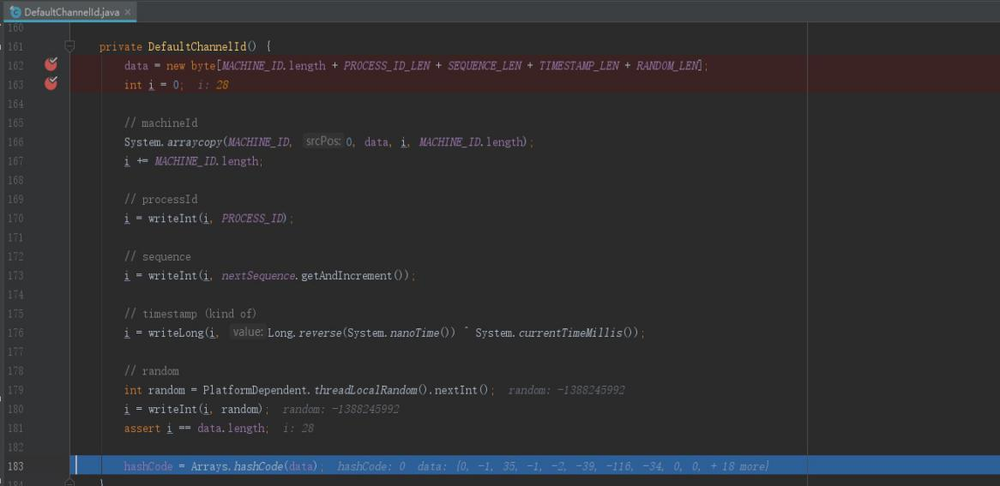 DefaultChannelId.java ×
160
161 private DefaultChannelId() {
162 data = new byte[MACHINE_ID.length + PROCESS_ID_LEN + SEQUENCE_LEN + TIMESTAMP_LEN + RANDOM_LEN];
163 int i = 0; i: 28
164
165 // machineId
166 System.arraycopy(MACHINE_ID, srcPos: 0, data, i, MACHINE_ID.length);
167 i += MACHINE_ID.length;
168
169 // processId
170 i = writeInt(i, PROCESS_ID);
171
172 // sequence
173 i = writeInt(i, nextSequence.getAndIncrement());
174
175 // timestamp (kind of)
176 i = writeLong(i, value: Long.reverse(System.nanoTime()) ^ System.currentTimeMillis());
177
178 // random
179 int random = PlatformDependent.threadLocalRandom().nextInt(); random: -1388245992
180 i = writeInt(i, random); random: -1388245992
181 assert i == data.length; i: 28
182
183 hashCode = Arrays.hashCode(data); hashCode: 0 data: {0, -1, 35, -1, -2, -39, -116, -34, 0, 0, + 18 more}
184 }